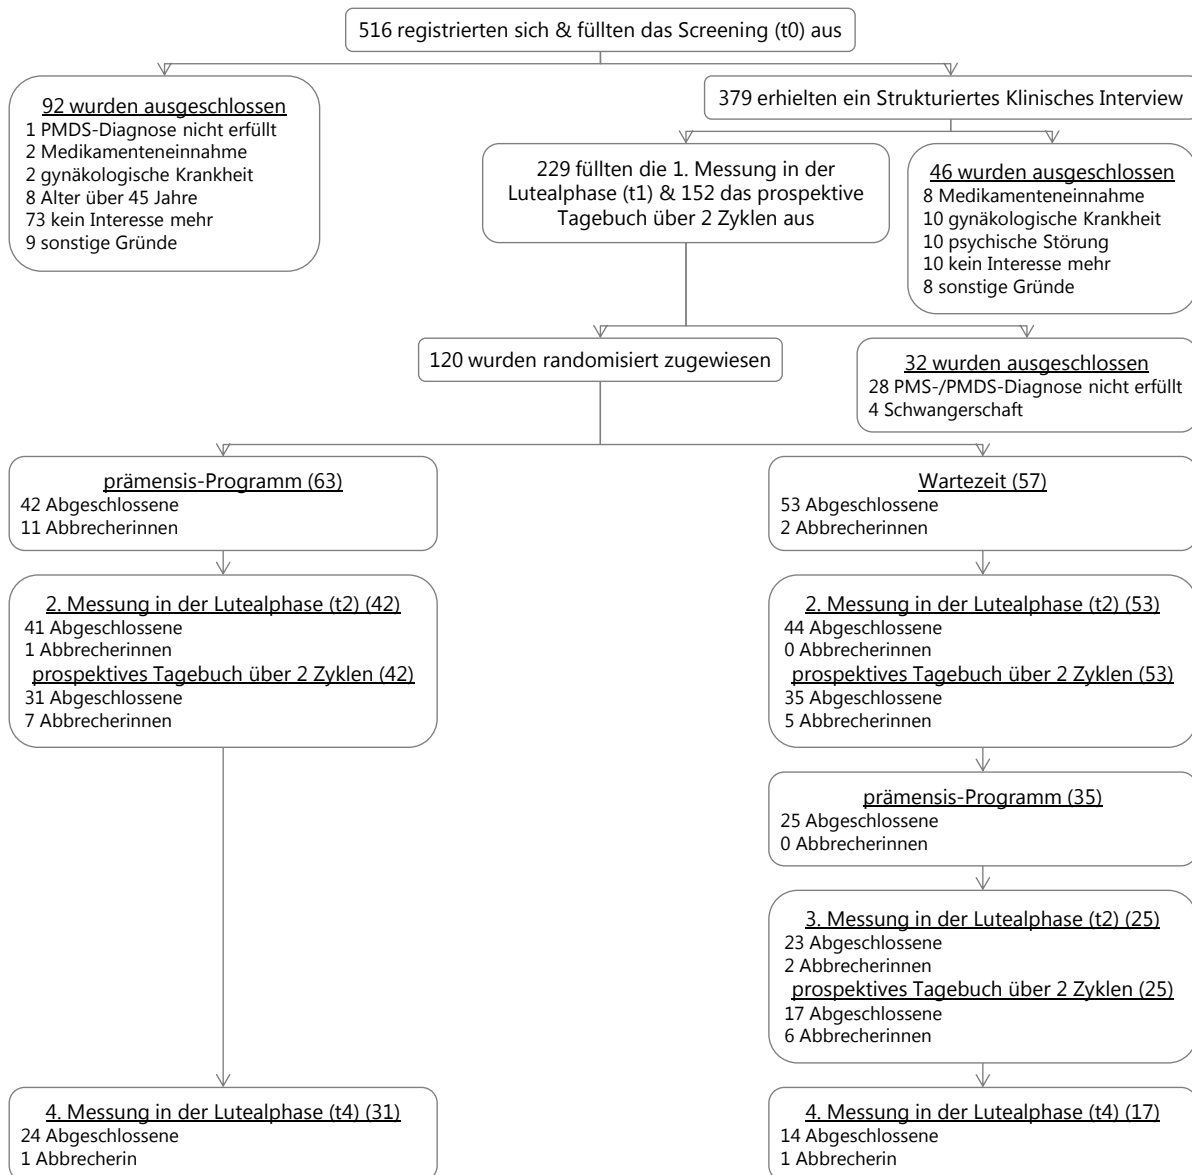 516 registrierten sich & füllten das Screening (t0) aus
92 wurden ausgeschlossen
1 PMDS-Diagnose nicht erfüllt
2 Medikamenteneinnahme
2 gynäkologische Krankheit
8 Alter über 45 Jahre
73 kein Interesse mehr
9 sonstige Gründe
379 erhielten ein Strukturiertes Klinisches Interview
229 füllten die 1. Messung in der
Lutealphase (t1) & 152 das prospektive
Tagebuch über 2 Zyklen aus
46 wurden ausgeschlossen
8 Medikamenteneinnahme
10 gynäkologische Krankheit
10 psychische Störung
10 kein Interesse mehr
8 sonstige Gründe
120 wurden randomisiert zugewiesen
32 wurden ausgeschlossen
28 PMS-/PMDS-Diagnose nicht erfüllt
4 Schwangerschaft
prämensis-Programm (63)
42 Abgeschlossene
11 Abbrecherinnen
Wartezeit (57)
53 Abgeschlossene
2 Abbrecherinnen
2. Messung in der Lutealphase (t2) (42)
41 Abgeschlossene
1 Abbrecherinnen
prospektives Tagebuch über 2 Zyklen (42)
31 Abgeschlossene
7 Abbrecherinnen
2. Messung in der Lutealphase (t2) (53)
44 Abgeschlossene
0 Abbrecherinnen
prospektives Tagebuch über 2 Zyklen (53)
35 Abgeschlossene
5 Abbrecherinnen
prämensis-Programm (35)
25 Abgeschlossene
0 Abbrecherinnen
3. Messung in der Lutealphase (t2) (25)
23 Abgeschlossene
2 Abbrecherinnen
prospektives Tagebuch über 2 Zyklen (25)
17 Abgeschlossene
6 Abbrecherinnen
4. Messung in der Lutealphase (t4) (31)
24 Abgeschlossene
1 Abbrecherin
4. Messung in der Lutealphase (t4) (17)
14 Abgeschlossene
1 Abbrecherin